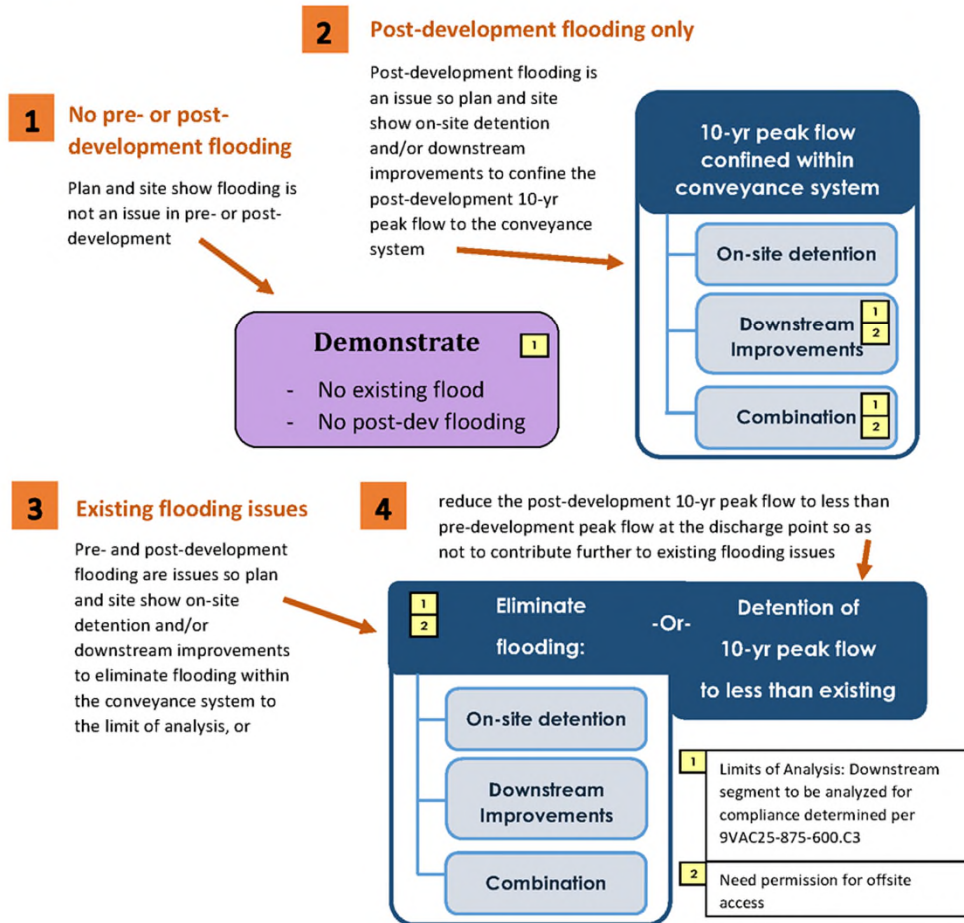 1
No pre- or post-
development flooding
Plan and site show flooding is
not an issue in pre- or post-
development
2
Post-development flooding only
Post-development flooding is
an issue so plan and site
show on-site detention
and/or downstream
improvements to confine the
post-development 10-yr
peak flow to the conveyance
system
10-yr peak flow
confined within
conveyance system
On-site detention
Downstream
Improvements
1
2
Combination
1
2
Demonstrate
1
- No existing flood
- No post-dev flooding
3
Existing flooding issues
Pre- and post-development
flooding are issues so plan
and site show on-site
detention and/or
downstream improvements
to eliminate flooding within
the conveyance system to
the limit of analysis, or
4
reduce the post-development 10-yr peak flow to less than
pre-development peak flow at the discharge point so as
not to contribute further to existing flooding issues
1
2
Eliminate
flooding:
-Or-
Detention of
10-yr peak flow
to less than existing
On-site detention
Downstream
Improvements
Combination
1
Limits of Analysis: Downstream
segment to be analyzed for
compliance determined per
9VAC25-875-600.C3
2
Need permission for offsite
access